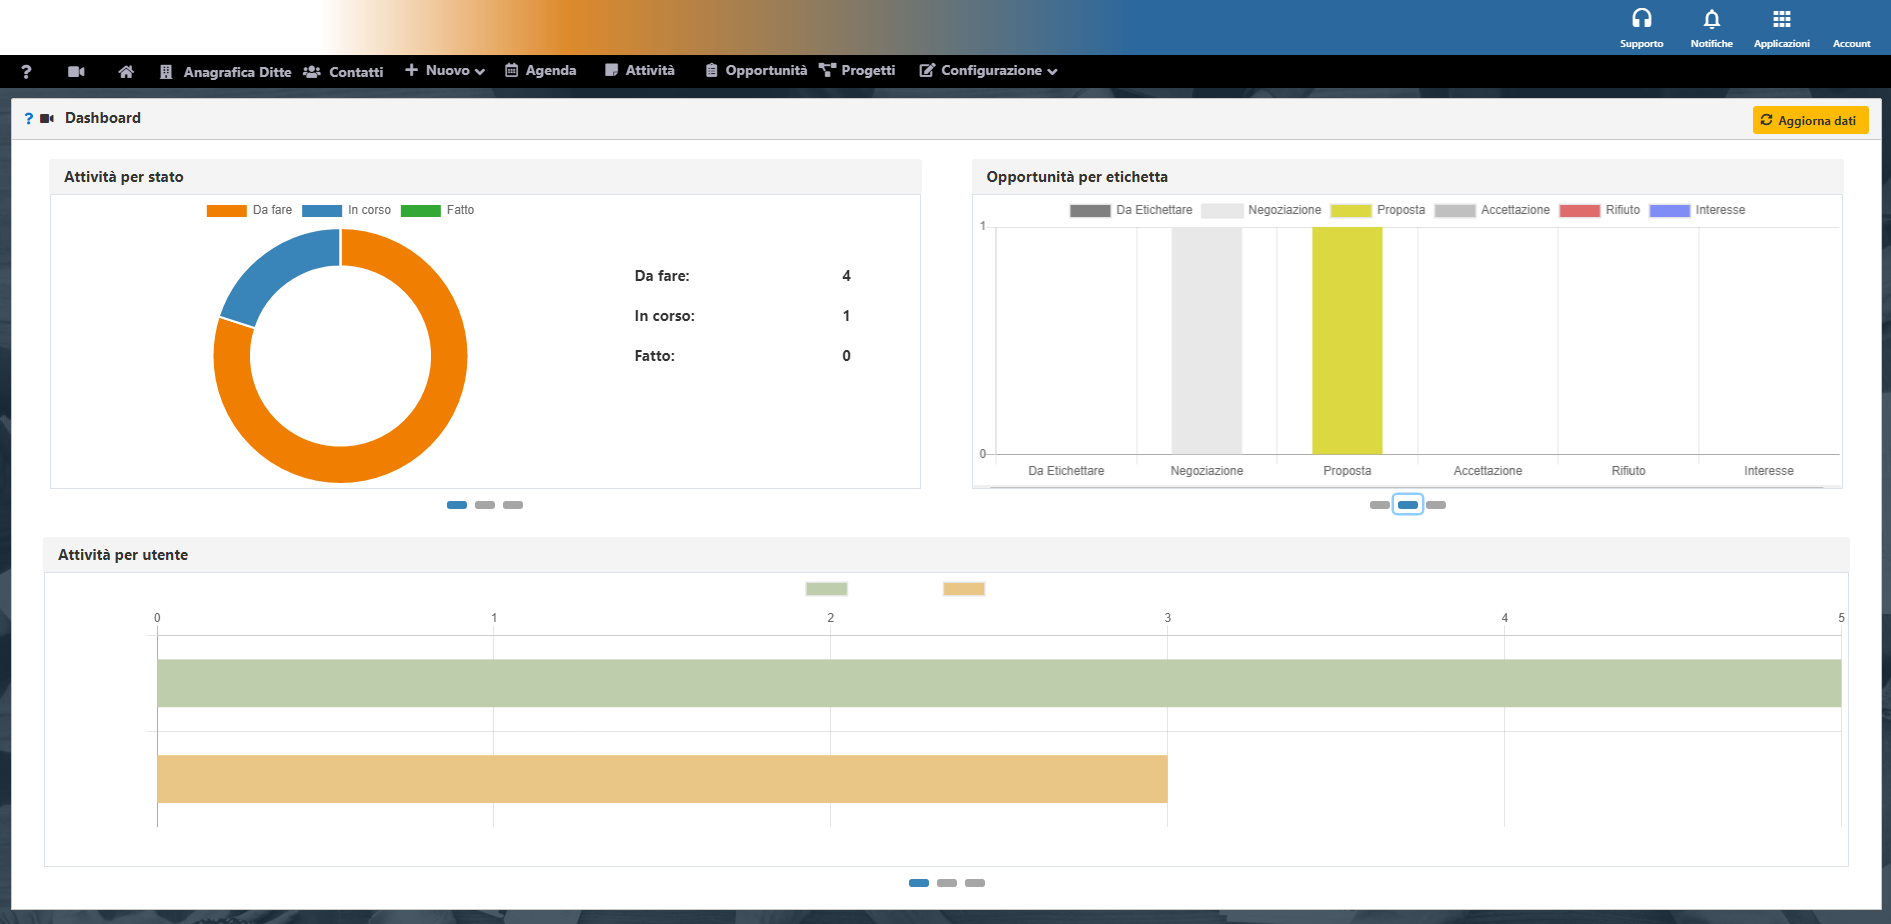 Supporto Notifiche Applicazioni Account
? Anagrafica Ditte Contatti Nuovo Agenda Attività Opportunità Progetti Configurazione
? Dashboard
Aggiorna dati
Attività per stato
Da fare In corso Fatto
Da fare: 4
In corso: 1
Fatto: 0
Opportunità per etichetta
Da Etichettare Negoziazione Proposta Accettazione Rifiuto Interesse
1
0
Da Etichettare Negoziazione Proposta Accettazione Rifiuto Interesse
Attività per utente
0 1 2 3 4 5